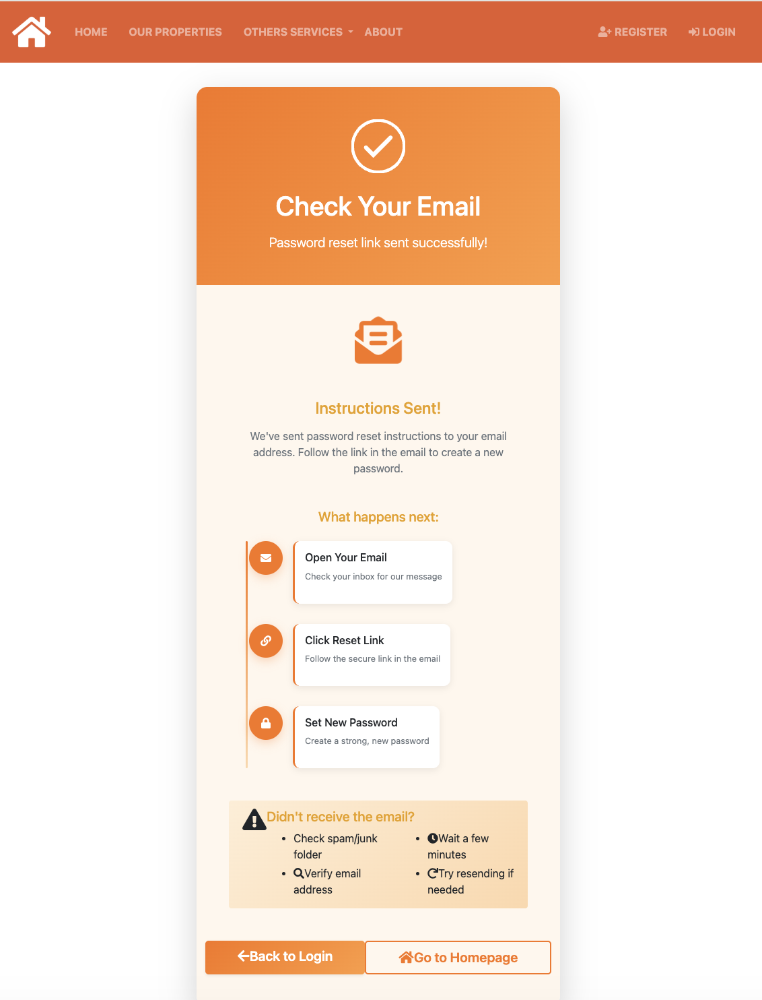 HOME
OUR PROPERTIES
OTHERS SERVICES
ABOUT
REGISTER
LOGIN
Check Your Email
Password reset link sent successfully!
Instructions Sent!
We've sent password reset instructions to your email
address. Follow the link in the email to create a new
password.
What happens next:
Open Your Email
Check your inbox for our message
Click Reset Link
Follow the secure link in the email
Set New Password
Create a strong, new password
Didn't receive the email?
Check spam/junk
folder
Verify email
address
Wait a few
minutes
Try resending if
needed
Back to Login
Go to Homepage